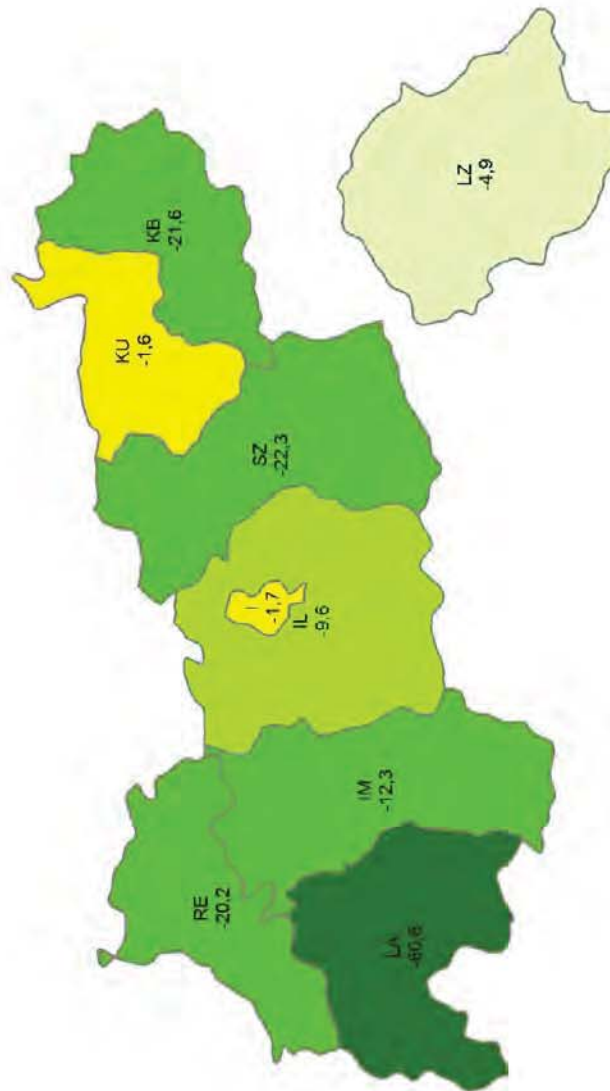 KU
-1,6
KB
-21,6
RE
-20,2
SZ
-22,3
I
-1,7
IL
-9,6
IM
-12,3
LA
-60,6
LZ
-4,9